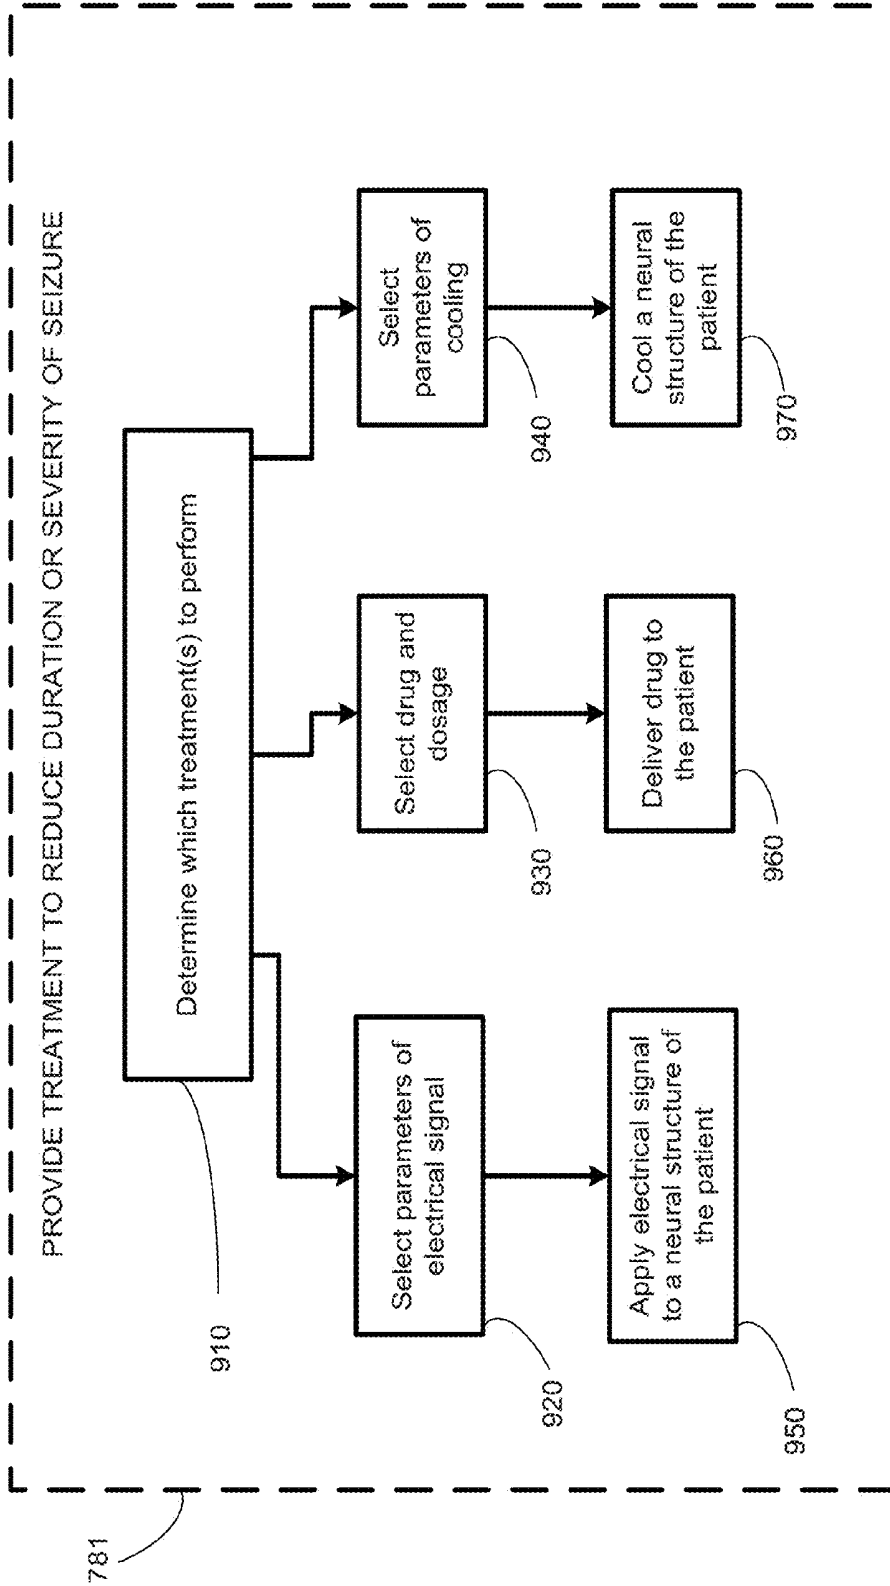 PROVIDE TREATMENT TO REDUCE DURATION OR SEVERITY OF SEIZURE
781
Determine which treatment(s) to perform
910
Select parameters of
electrical signal
920
Select drug and
dosage
930
Select
parameters of
cooling
940
Apply electrical signal
to a neural structure of
the patient
950
Deliver drug to
the patient
960
Cool a neural
structure of the
patient
970